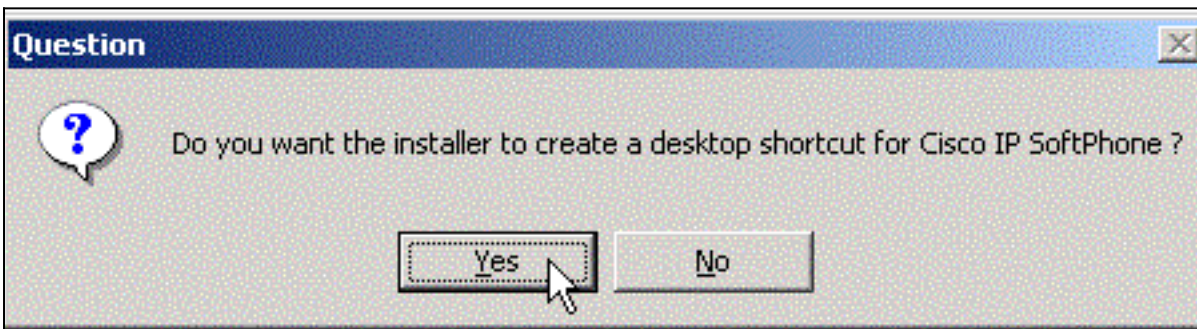 Question
Do you want the installer to create a desktop shortcut for Cisco IP SoftPhone ?
Yes No